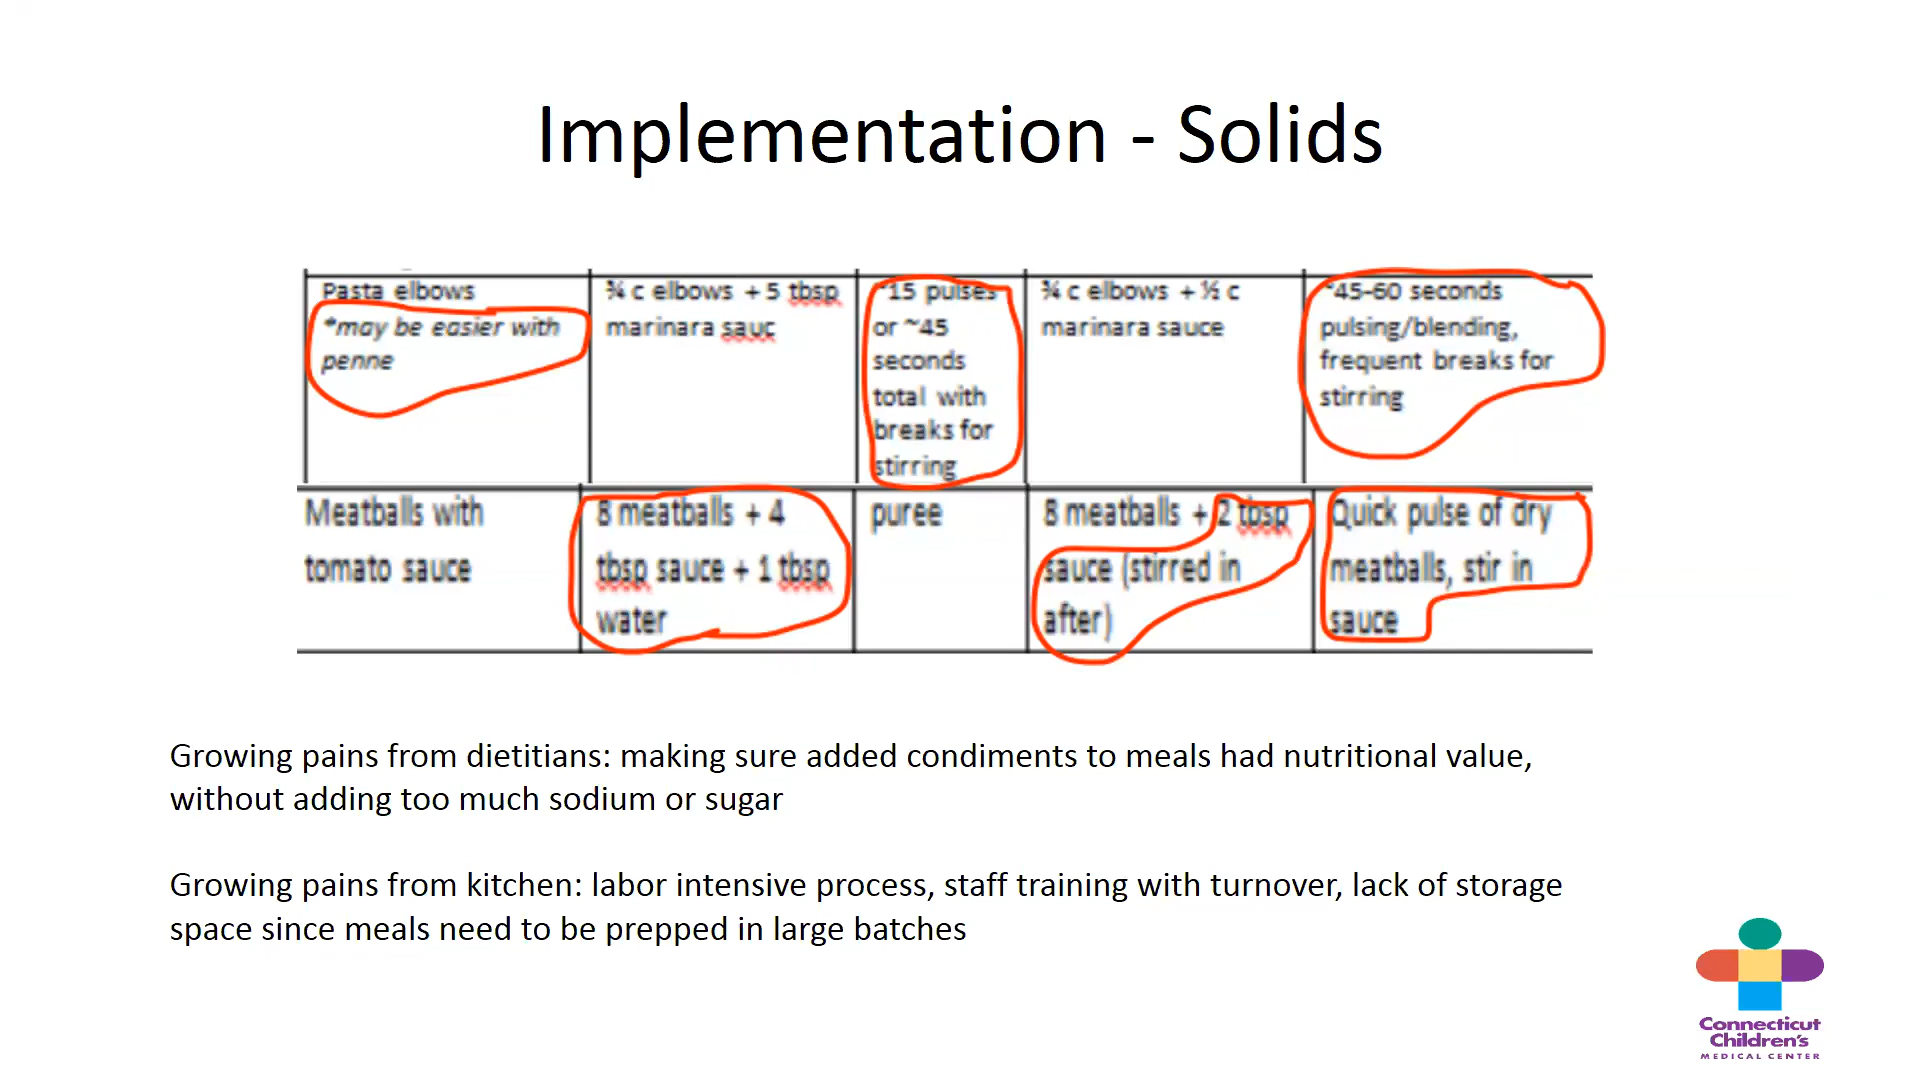 Implementation - Solids
Pasta elbows
*may be easier with
penne
¾ c elbows + 5 tbsp
marinara sauc
~15 pulses
or ~45
seconds
total with
breaks for
stirring
¾ c elbows + ½ c
marinara sauce
~45-60 seconds
pulsing/blending,
frequent breaks for
stirring
Meatballs with
tomato sauce
8 meatballs + 4
tbsp sauce + 1 tbsp
water
puree
8 meatballs + 2 tbsp
sauce (stirred in
after)
Quick pulse of dry
meatballs, stir in
sauce
Growing pains from dietitians: making sure added condiments to meals had nutritional value,
without adding too much sodium or sugar
Growing pains from kitchen: labor intensive process, staff training with turnover, lack of storage
space since meals need to be prepped in large batches
Connecticut
Children's
MEDICAL CENTER